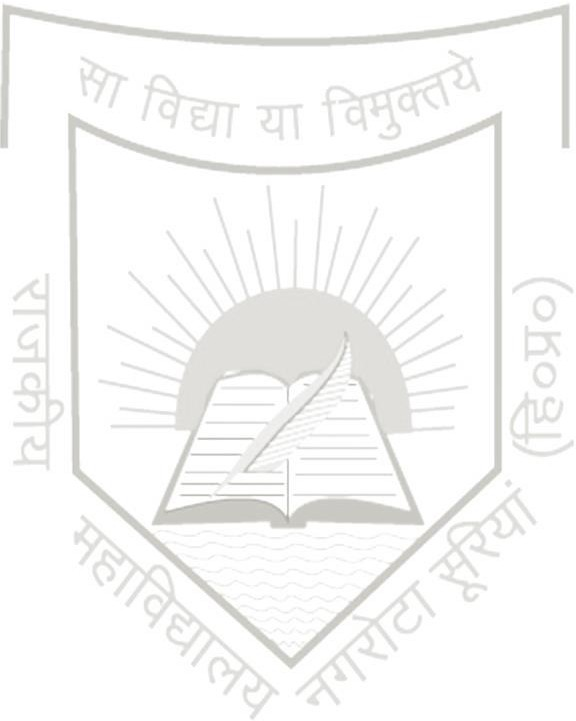 सा विद्या या विमुक्तये
राजकीय
महाविद्यालय
नगरोटा सूरियां
(हि०प्र०)